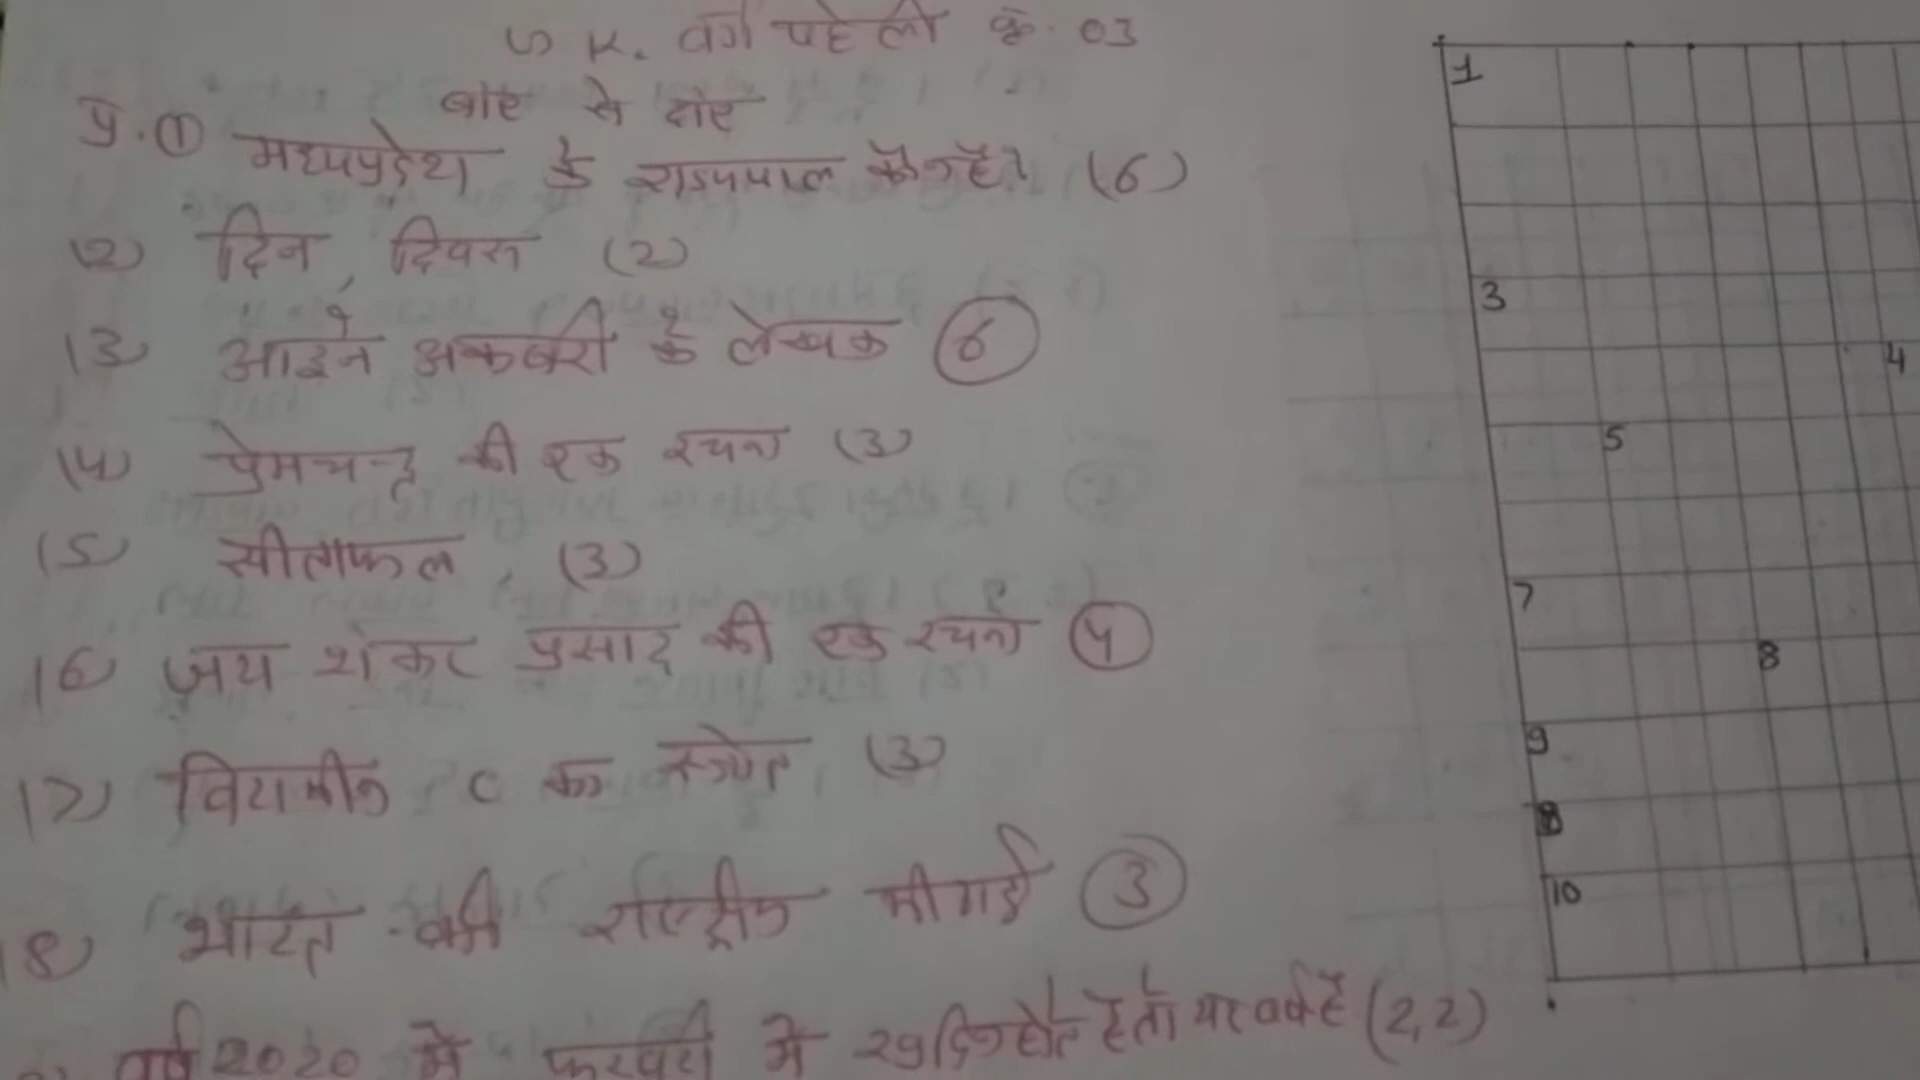 G K. वर्ग पहेली क्रं. 03
बाए से दाए
प्र. ① मध्यप्रदेश के राज्यपाल कौन है? (6)
(2) दिन, दिवस (2)
(3) आईने अकबरी के लेखक (6)
(4) प्रेमचन्द्र की एक रचना (3)
(5) सीताफल, (3)
(6) जय शंकर प्रसाद की एक रचना (4)
(7) विटामीन C का स्त्रोत (3)
(8) भारत की राष्ट्रीय मीठाई (3)
वर्ष 2020 में फरवरी में 29 दिन होते है तो यह वर्ष है (2,2)
1
3
4
5
7
8
9
10